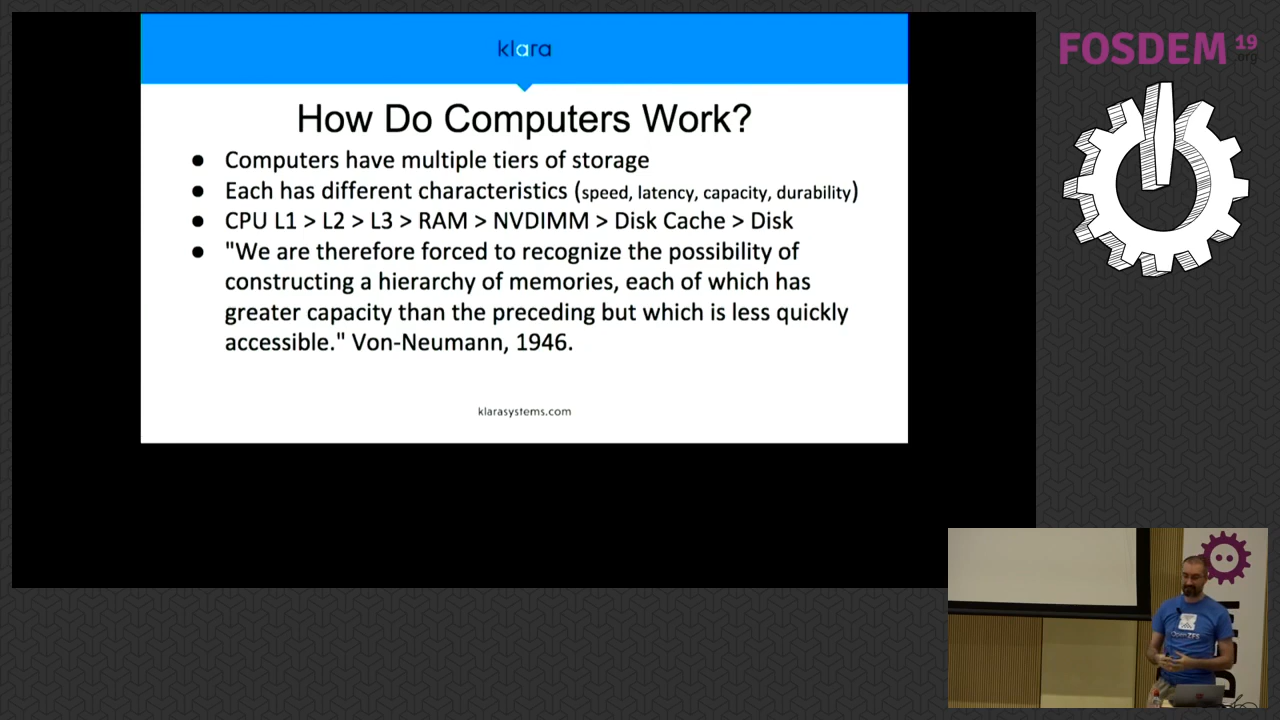 klara
How Do Computers Work?
● Computers have multiple tiers of storage
● Each has different characteristics (speed, latency, capacity, durability)
● CPU L1 > L2 > L3 > RAM > NVDIMM > Disk Cache > Disk
● "We are therefore forced to recognize the possibility of
constructing a hierarchy of memories, each of which has
greater capacity than the preceding but which is less quickly
accessible." Von-Neumann, 1946.
klarasystems.com
FOSDEM 19
.org
OpenZFS